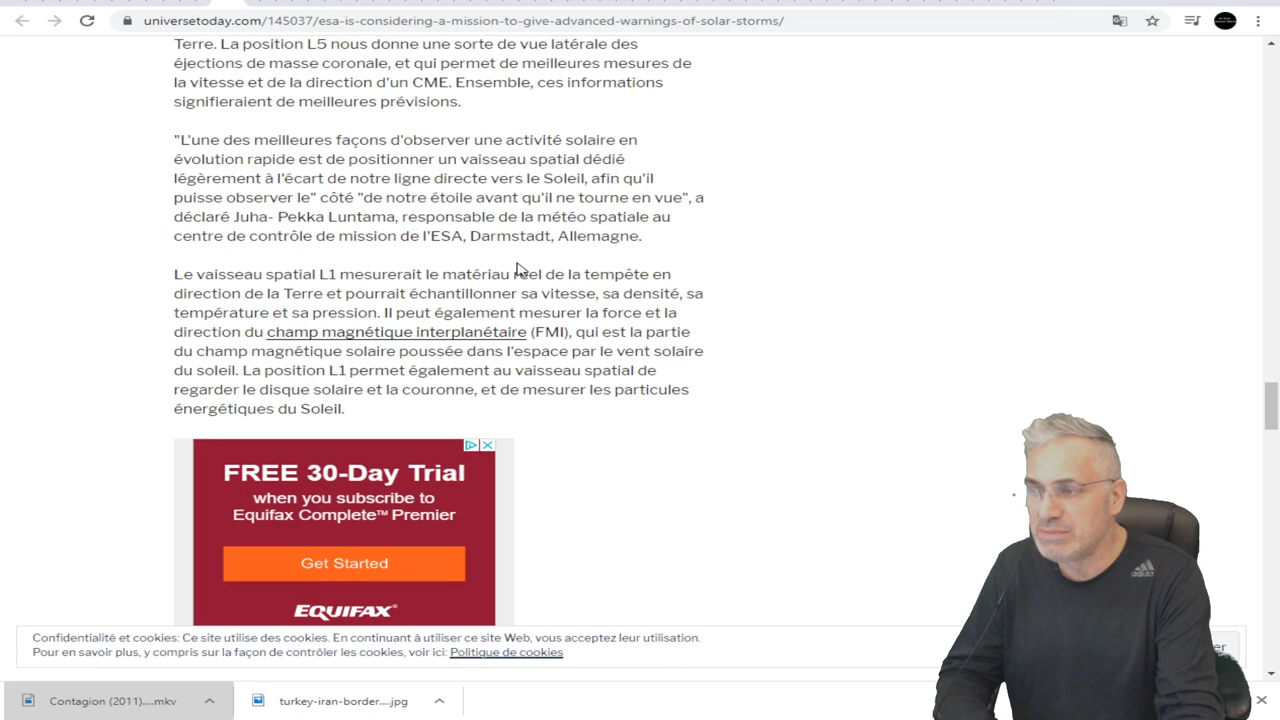 universetoday.com/145037/esa-is-considering-a-mission-to-give-advanced-warnings-of-solar-storms/
Terre. La position L5 nous donne une sorte de vue latérale des
éjections de masse coronale, et qui permet de meilleures mesures de
la vitesse et de la direction d'un CME. Ensemble, ces informations
signifieraient de meilleures prévisions.
"L'une des meilleures façons d'observer une activité solaire en
évolution rapide est de positionner un vaisseau spatial dédié
légèrement à l'écart de notre ligne directe vers le Soleil, afin qu'il
puisse observer le" côté "de notre étoile avant qu'il ne tourne en vue", a
déclaré Juha- Pekka Luntama, responsable de la météo spatiale au
centre de contrôle de mission de l'ESA, Darmstadt, Allemagne.
Le vaisseau spatial L1 mesurerait le matériau réel de la tempête en
direction de la Terre et pourrait échantillonner sa vitesse, sa densité, sa
température et sa pression. Il peut également mesurer la force et la
direction du champ magnétique interplanétaire (FMI), qui est la partie
du champ magnétique solaire poussée dans l'espace par le vent solaire
du soleil. La position L1 permet également au vaisseau spatial de
regarder le disque solaire et la couronne, et de mesurer les particules
énergétiques du Soleil.
FREE 30-Day Trial
when you subscribe to
Equifax Complete™ Premier
Get Started
EQUIFAX®
Confidentialité et cookies: Ce site utilise des cookies. En continuant à utiliser ce site Web, vous acceptez leur utilisation.
Pour en savoir plus, y compris sur la façon de contrôler les cookies, voir ici: Politique de cookies
er
adidas
Contagion (2011)....mkv
turkey-iran-border....jpg